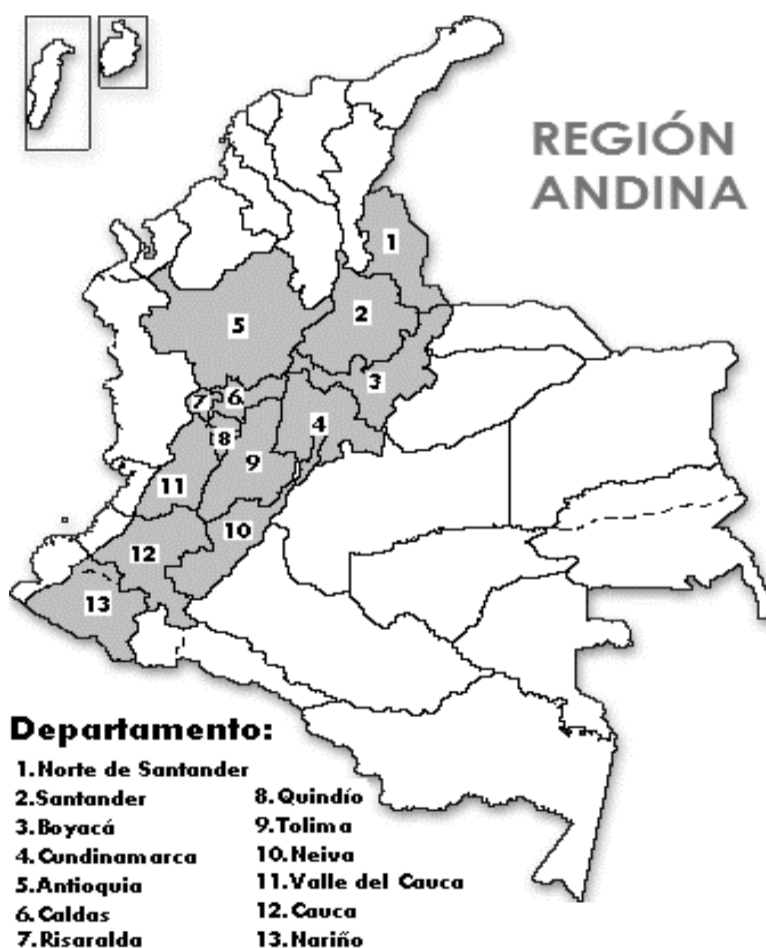 REGIÓN
ANDINA
1
2
5
3
6
7
4
8
9
11
10
12
13
Departamento:
1.Norte de Santander
2.Santander
3.Boyacá
4.Cundinamarca
5.Antioquia
6.Caldas
7.Risaralda
8.Quindío
9.Tolima
10.Neiva
11.Valle del Cauca
12.Cauca
13.Nariño